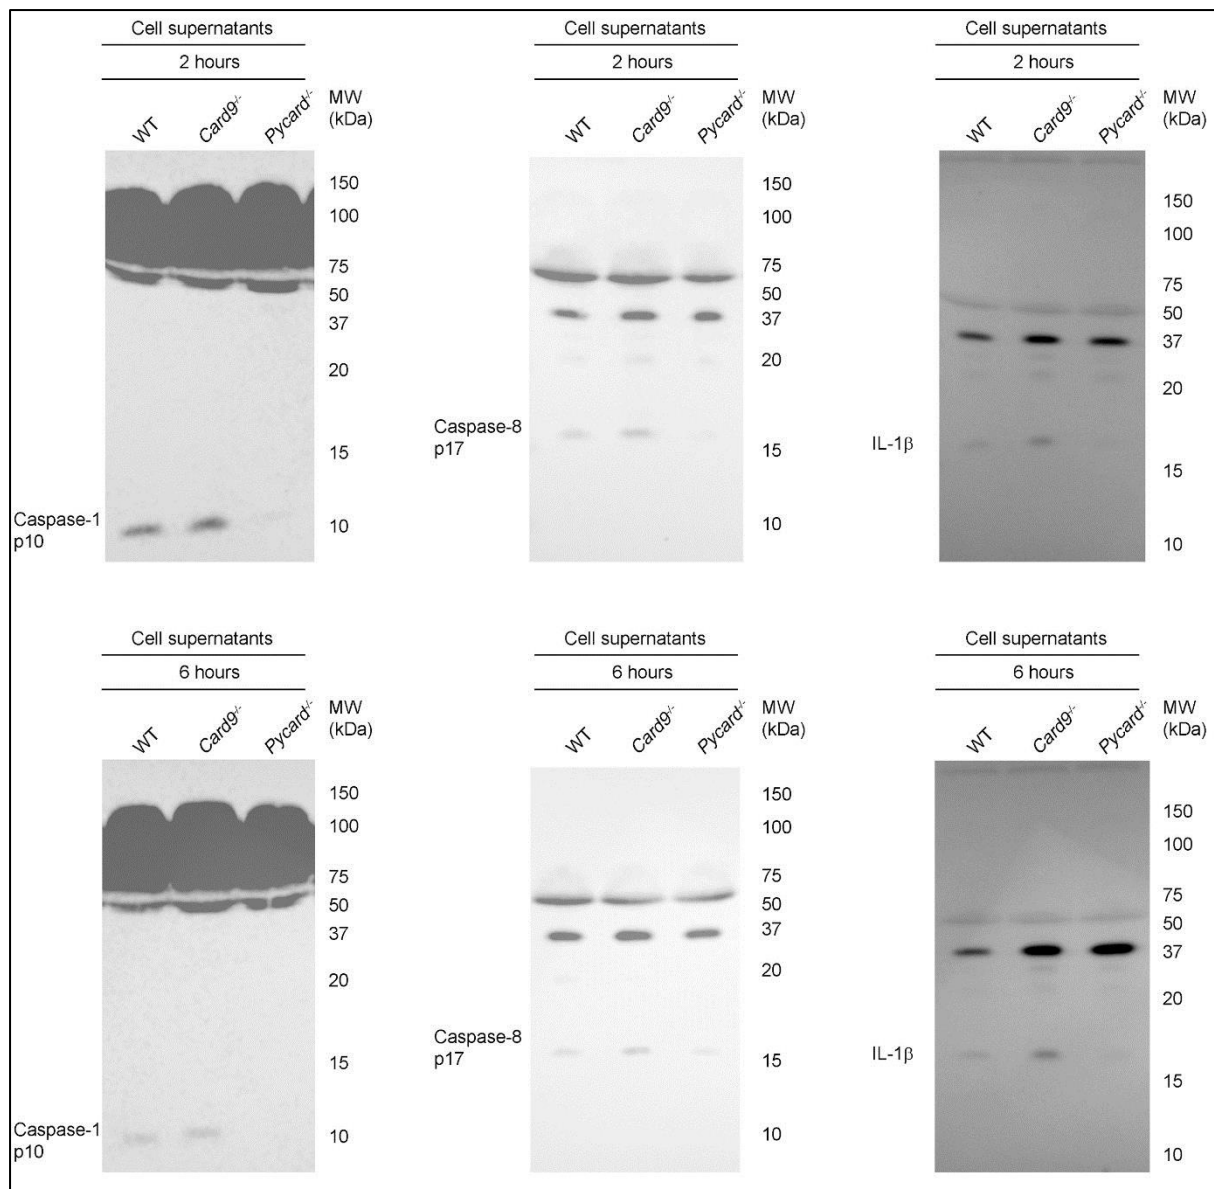 Cell supernatants
2 hours
WT Card9-/- Pycard-/-
MW
(kDa)
150
100
75
50
37
20
15
10
Caspase-1
p10
Cell supernatants
2 hours
WT Card9-/- Pycard-/-
MW
(kDa)
150
100
75
50
37
20
15
10
Caspase-8
p17
Cell supernatants
2 hours
WT Card9-/- Pycard-/-
MW
(kDa)
150
100
75
50
37
20
15
10
IL-1β
Cell supernatants
6 hours
WT Card9-/- Pycard-/-
MW
(kDa)
150
100
75
50
37
20
15
10
Caspase-1
p10
Cell supernatants
6 hours
WT Card9-/- Pycard-/-
MW
(kDa)
150
100
75
50
37
20
15
10
Caspase-8
p17
Cell supernatants
6 hours
WT Card9-/- Pycard-/-
MW
(kDa)
150
100
75
50
37
20
15
10
IL-1β